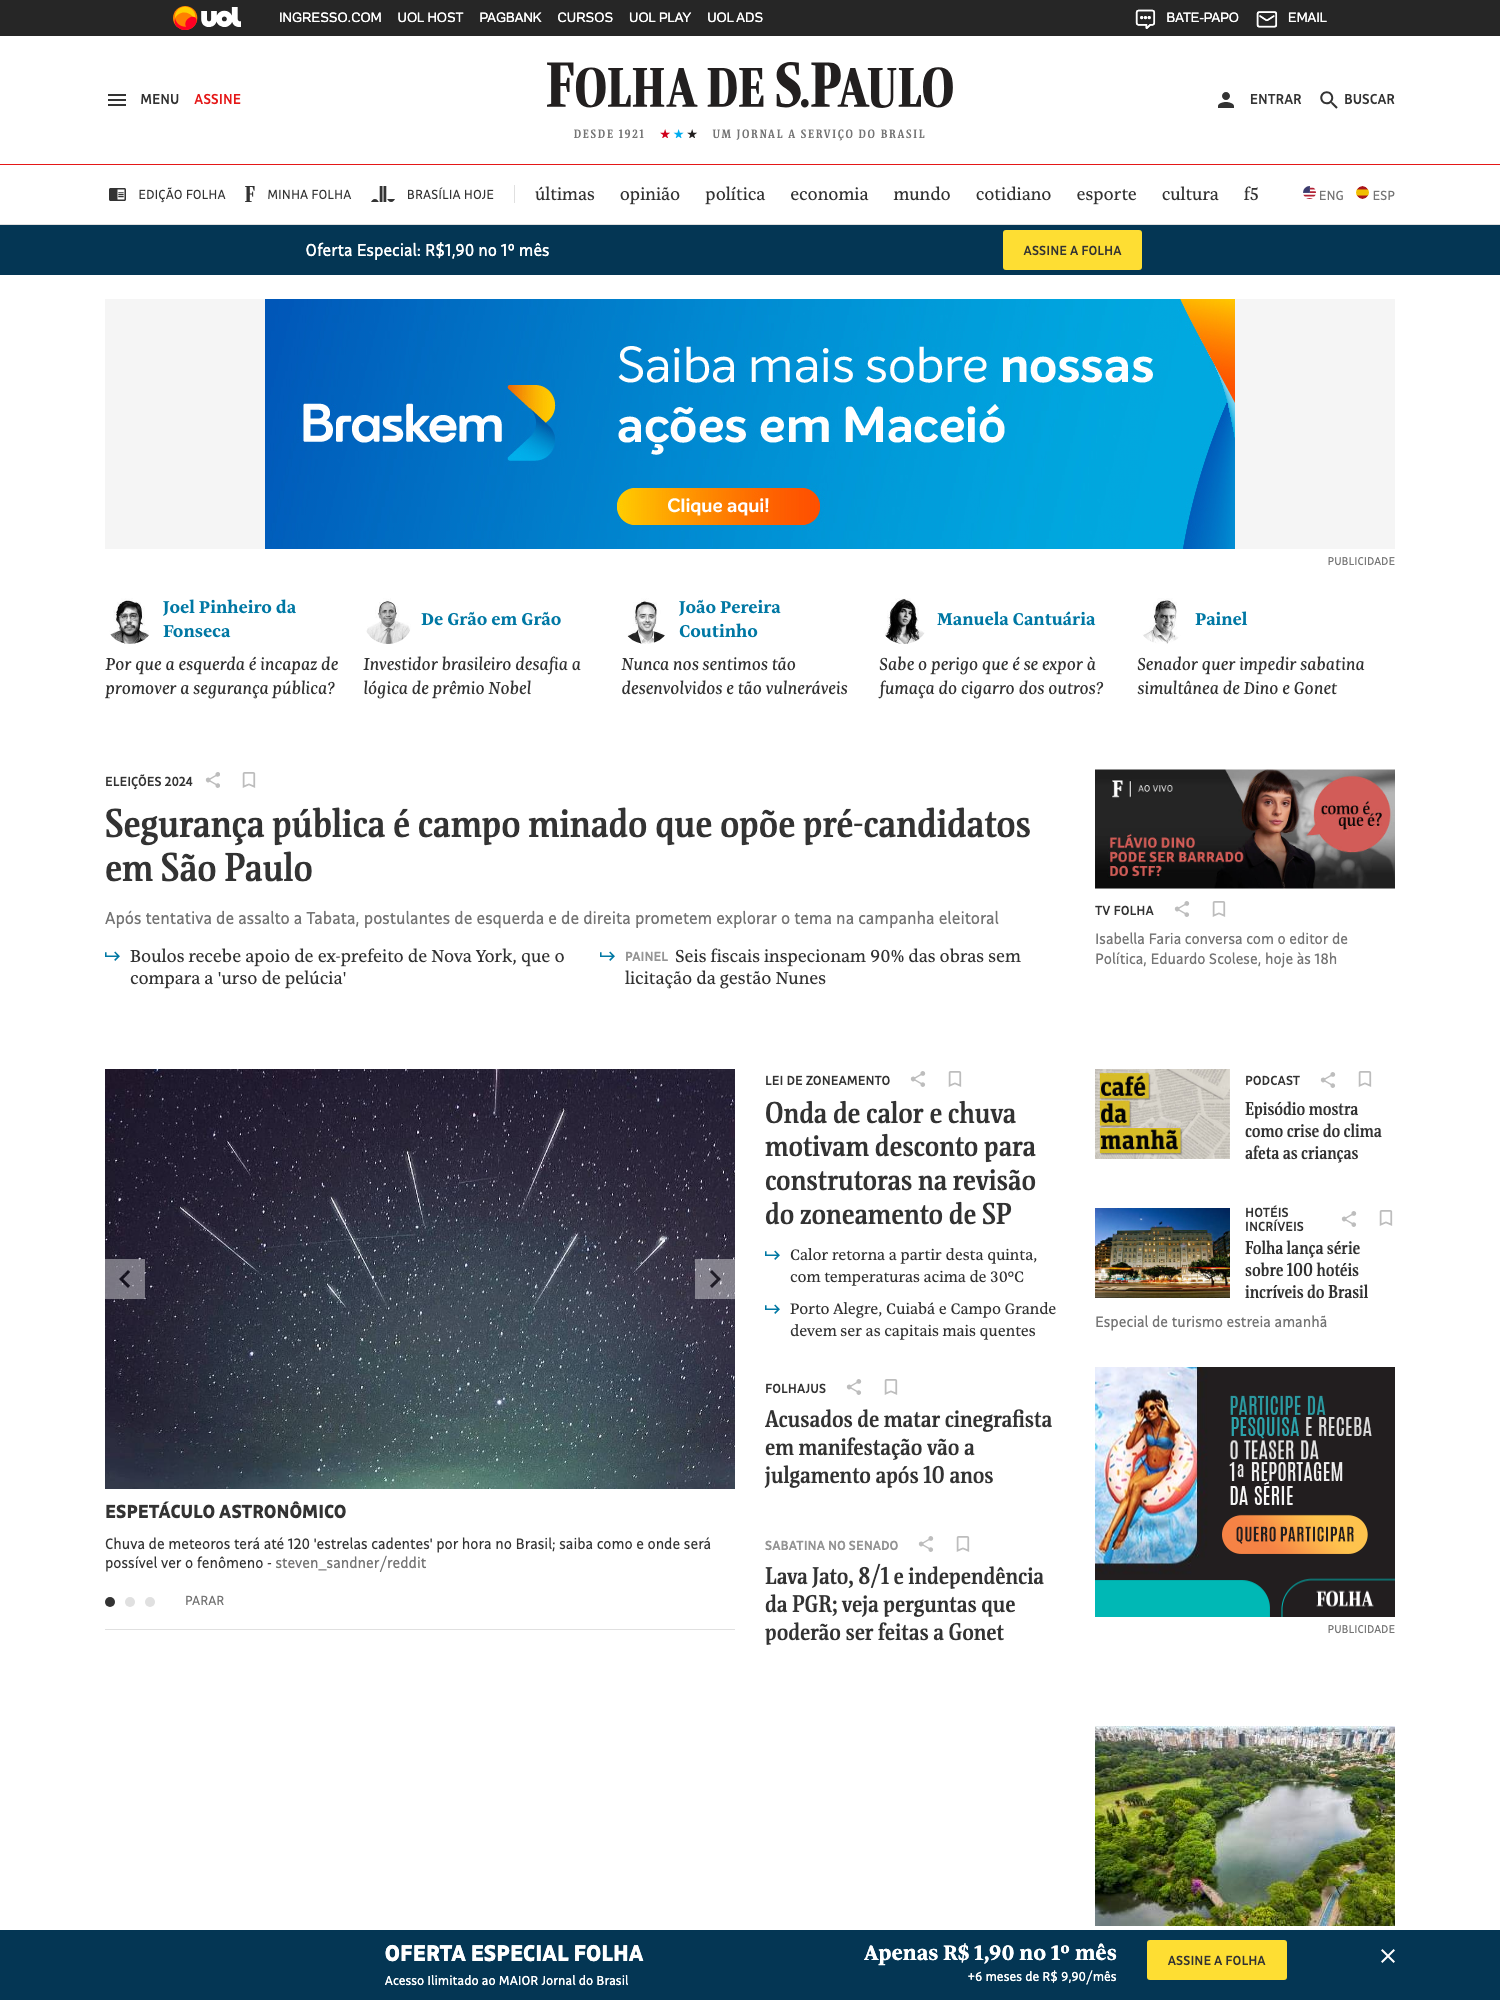 uol INGRESSO.COM UOL HOST PAGBANK CURSOS UOL PLAY UOL ADS BATE-PAPO EMAIL
MENU ASSINE
FOLHA DE S.PAULO
DESDE 1921 ★★★ UM JORNAL A SERVIÇO DO BRASIL
ENTRAR BUSCAR
EDIÇÃO FOLHA MINHA FOLHA BRASÍLIA HOJE últimas opinião política economia mundo cotidiano esporte cultura f5 ENG ESP
Oferta Especial: R$1,90 no 1º mês
ASSINE A FOLHA
Braskem
Saiba mais sobre nossas
ações em Maceió
Clique aqui!
PUBLICIDADE
Joel Pinheiro da
Fonseca
Por que a esquerda é incapaz de
promover a segurança pública?
De Grão em Grão
Investidor brasileiro desafia a
lógica de prêmio Nobel
João Pereira
Coutinho
Nunca nos sentimos tão
desenvolvidos e tão vulneráveis
Manuela Cantuária
Sabe o perigo que é se expor à
fumaça do cigarro dos outros?
Painel
Senador quer impedir sabatina
simultânea de Dino e Gonet
ELEIÇÕES 2024
Segurança pública é campo minado que opõe pré-candidatos
em São Paulo
Após tentativa de assalto a Tabata, postulantes de esquerda e de direita prometem explorar o tema na campanha eleitoral
Boulos recebe apoio de ex-prefeito de Nova York, que o
compara a 'urso de pelúcia'
PAINEL Seis fiscais inspecionam 90% das obras sem
licitação da gestão Nunes
F AO VIVO
como é
que é?
FLÁVIO DINO
PODE SER BARRADO
DO STF?
TV FOLHA
Isabella Faria conversa com o editor de
Política, Eduardo Scolese, hoje às 18h
ESPETÁCULO ASTRONÔMICO
Chuva de meteoros terá até 120 'estrelas cadentes' por hora no Brasil; saiba como e onde será
possível ver o fenômeno - steven_sandner/reddit
PARAR
LEI DE ZONEAMENTO
Onda de calor e chuva
motivam desconto para
construtoras na revisão
do zoneamento de SP
Calor retorna a partir desta quinta,
com temperaturas acima de 30ºC
Porto Alegre, Cuiabá e Campo Grande
devem ser as capitais mais quentes
FOLHAJUS
Acusados de matar cinegrafista
em manifestação vão a
julgamento após 10 anos
SABATINA NO SENADO
Lava Jato, 8/1 e independência
da PGR; veja perguntas que
poderão ser feitas a Gonet
café
da
manhã
PODCAST
Episódio mostra
como crise do clima
afeta as crianças
HOTÉIS
INCRÍVEIS
Folha lança série
sobre 100 hotéis
incríveis do Brasil
Especial de turismo estreia amanhã
PARTICIPE DA
PESQUISA E RECEBA
O TEASER DA
1ª REPORTAGEM
DA SÉRIE
QUERO PARTICIPAR
FOLHA
PUBLICIDADE
OFERTA ESPECIAL FOLHA
Acesso Ilimitado ao MAIOR Jornal do Brasil
Apenas R$ 1,90 no 1º mês
+6 meses de R$ 9,90/mês
ASSINE A FOLHA